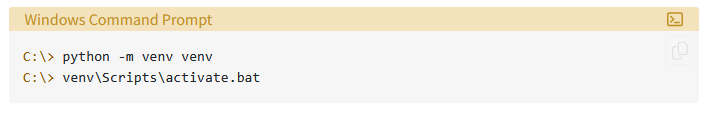 Windows Command Prompt
C:\> python -m venv venv
C:\> venv\Scripts\activate.bat